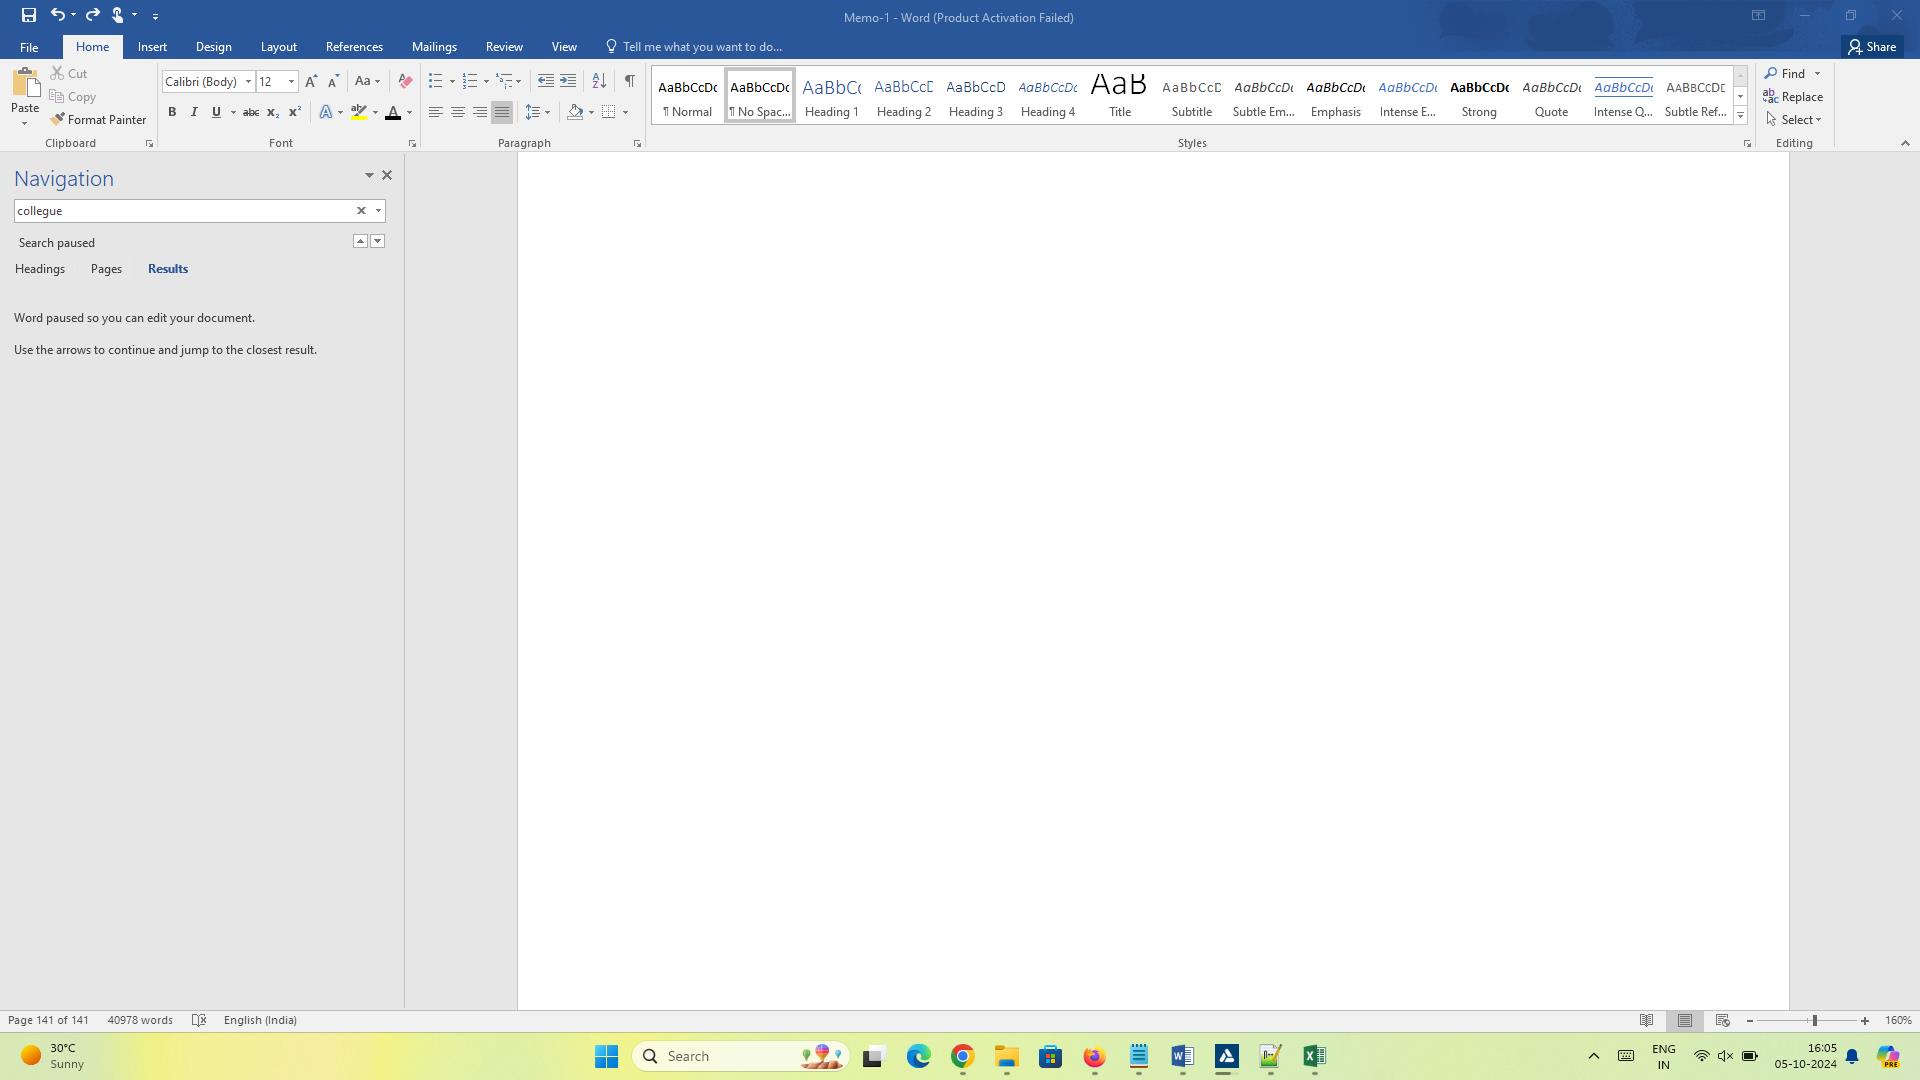 Memo-1 - Word (Product Activation Failed)
File Home Insert Design Layout References Mailings Review View Tell me what you want to do... Share
Paste Cut Copy Format Painter
Clipboard
Calibri (Body) 12 Aa
B I U abc X₂ X² A ab A
Font
Paragraph
AaBbCcDc AaBbCcDc AaBbCc AaBbCcD AaBbCcD AaBbCcDc AaB AaBbCcD AaBbCcDc AaBbCcDc AaBbCcDc AaBbCcDc AaBbCcDc AaBbCcDc AABBCCDD
¶ Normal ¶ No Spac... Heading 1 Heading 2 Heading 3 Heading 4 Title Subtitle Subtle Em... Emphasis Intense E... Strong Quote Intense Q... Subtle Ref...
Styles
Find
Replace
Select
Editing
Navigation
collegue
Search paused
Headings Pages Results
Word paused so you can edit your document.
Use the arrows to continue and jump to the closest result.
Page 141 of 141 40978 words English (India) 160%
30°C
Sunny
Search
ENG
IN
16:05
05-10-2024
PRE